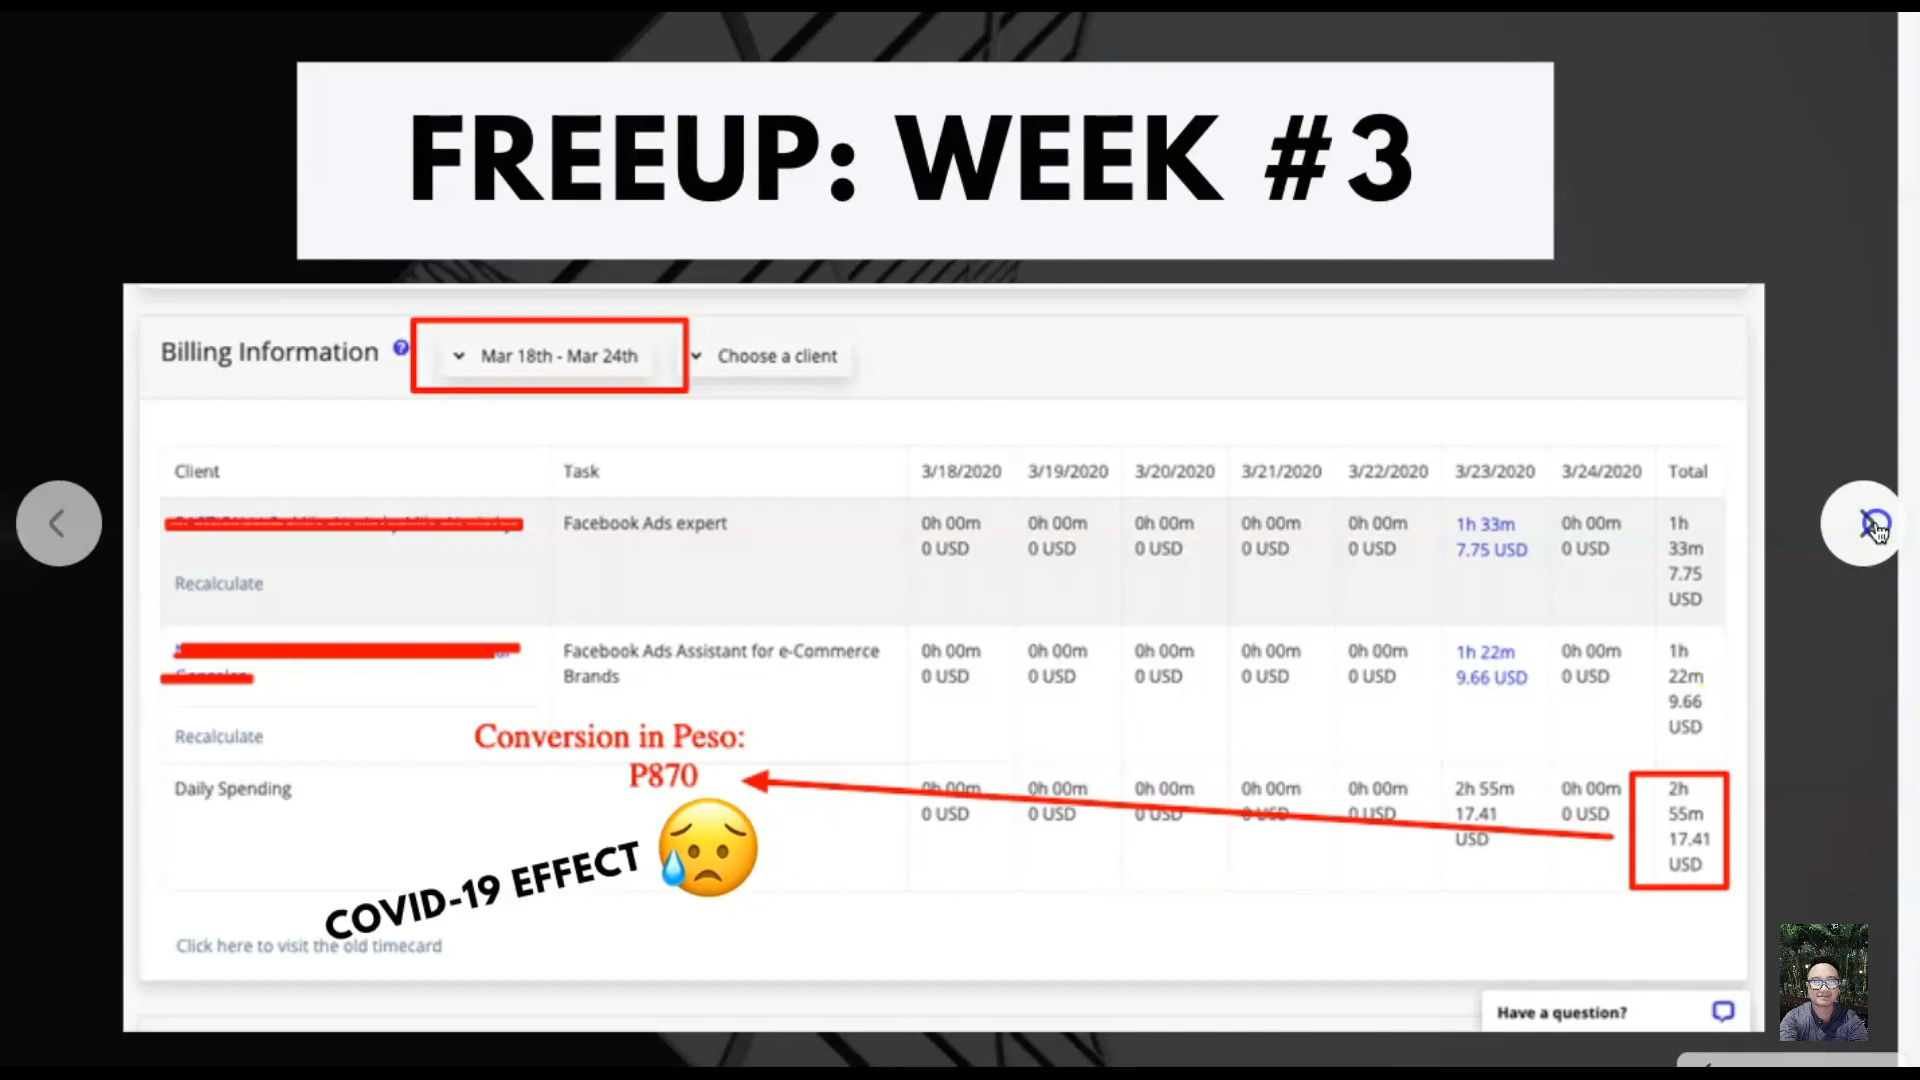 FREEUP: WEEK #3
Billing Information ? Mar 18th - Mar 24th Choose a client
Client Task 3/18/2020 3/19/2020 3/20/2020 3/21/2020 3/22/2020 3/23/2020 3/24/2020 Total
Facebook Ads expert 0h 00m 0h 00m 0h 00m 0h 00m 0h 00m 1h 33m 0h 00m 1h
0 USD 0 USD 0 USD 0 USD 0 USD 7.75 USD 0 USD 33m
7.75
Recalculate
USD
Facebook Ads Assistant for e-Commerce 0h 00m 0h 00m 0h 00m 0h 00m 0h 00m 1h 22m 0h 00m 1h
Brands 0 USD 0 USD 0 USD 0 USD 0 USD 9.66 USD 0 USD 22m
9.66
USD
Recalculate
Conversion in Peso:
P870
Daily Spending 0h 00m 0h 00m 0h 00m 0h 00m 0h 00m 2h 55m 0h 00m 2h
0 USD 0 USD 0 USD 0 USD 0 USD 17.41 0 USD 55m
USD 17.41
USD
COVID-19 EFFECT
Click here to visit the old timecard
Have a question?